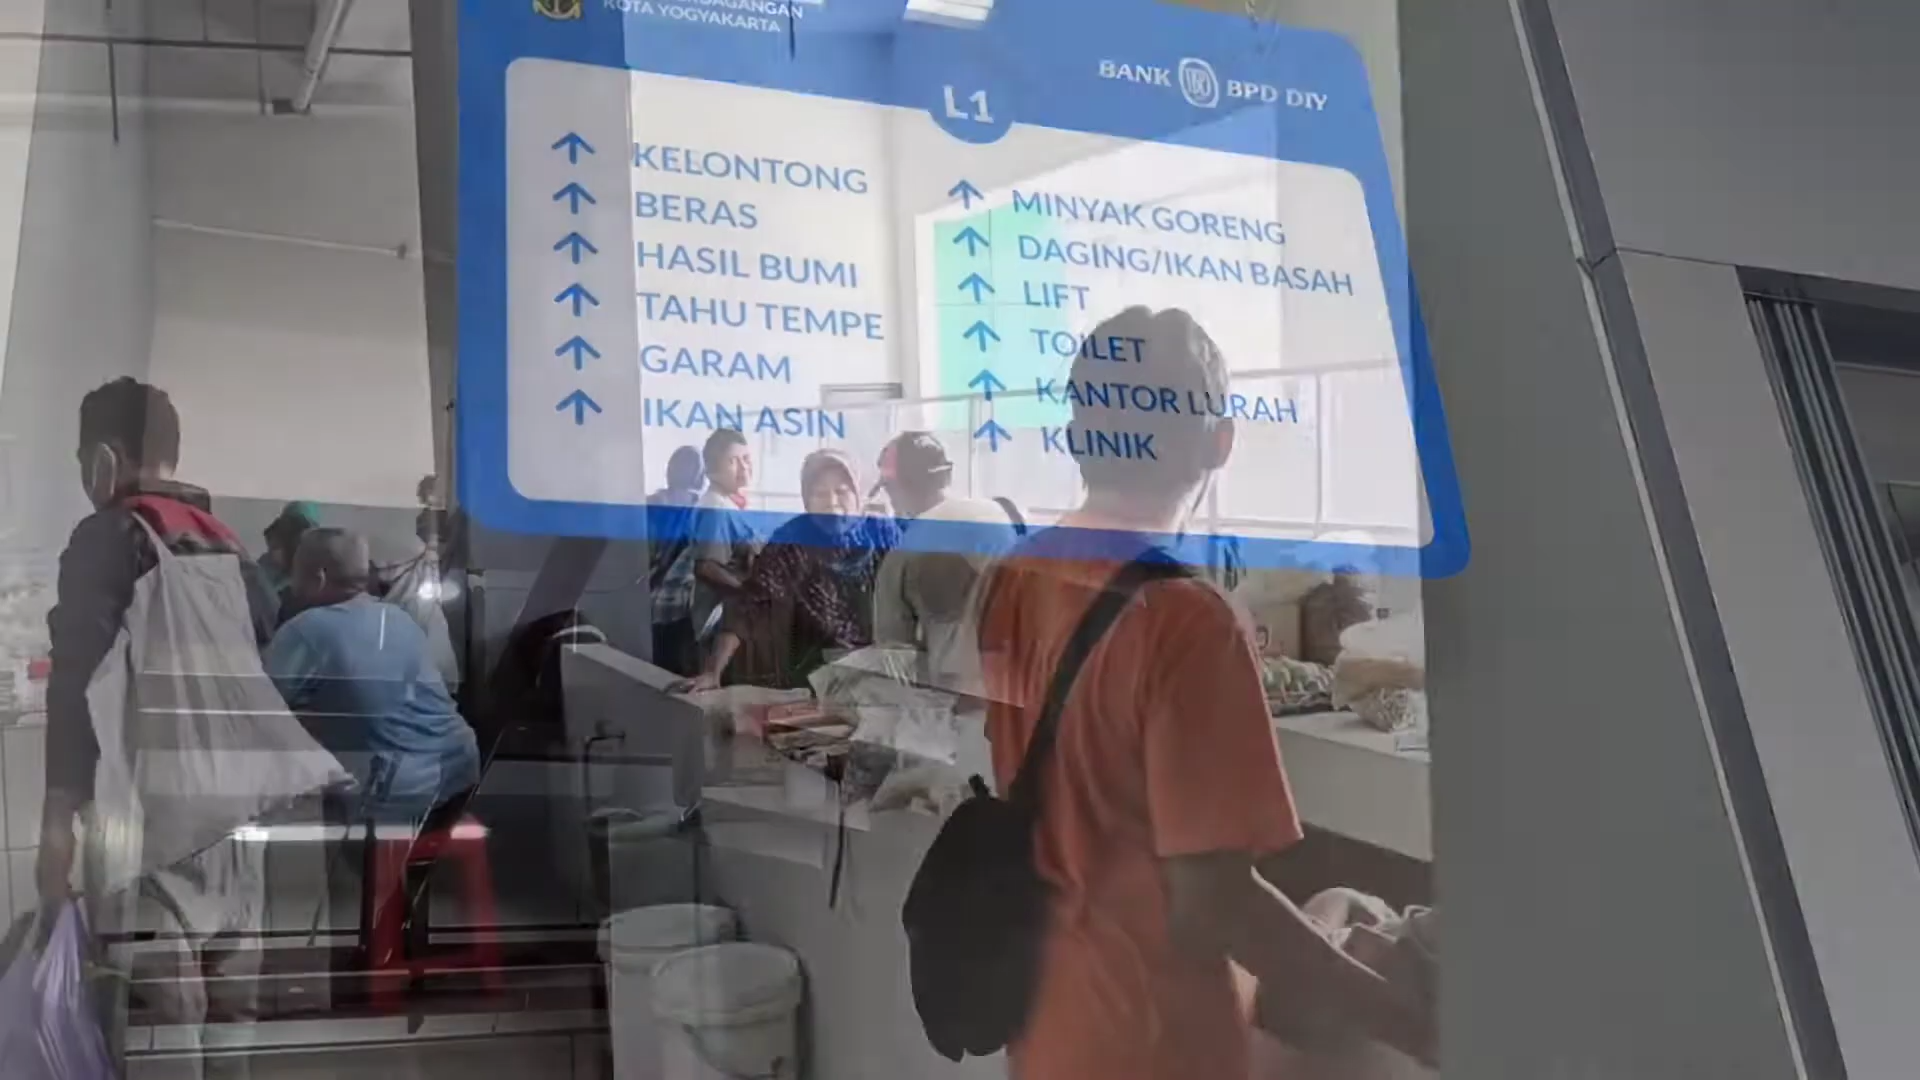 KOTA YOGYAKARTA
BANK BPD DIY
L1
KELONTONG
BERAS
HASIL BUMI
TAHU TEMPE
GARAM
IKAN ASIN
MINYAK GORENG
DAGING/IKAN BASAH
LIFT
TOILET
KANTOR LURAH
KLINIK